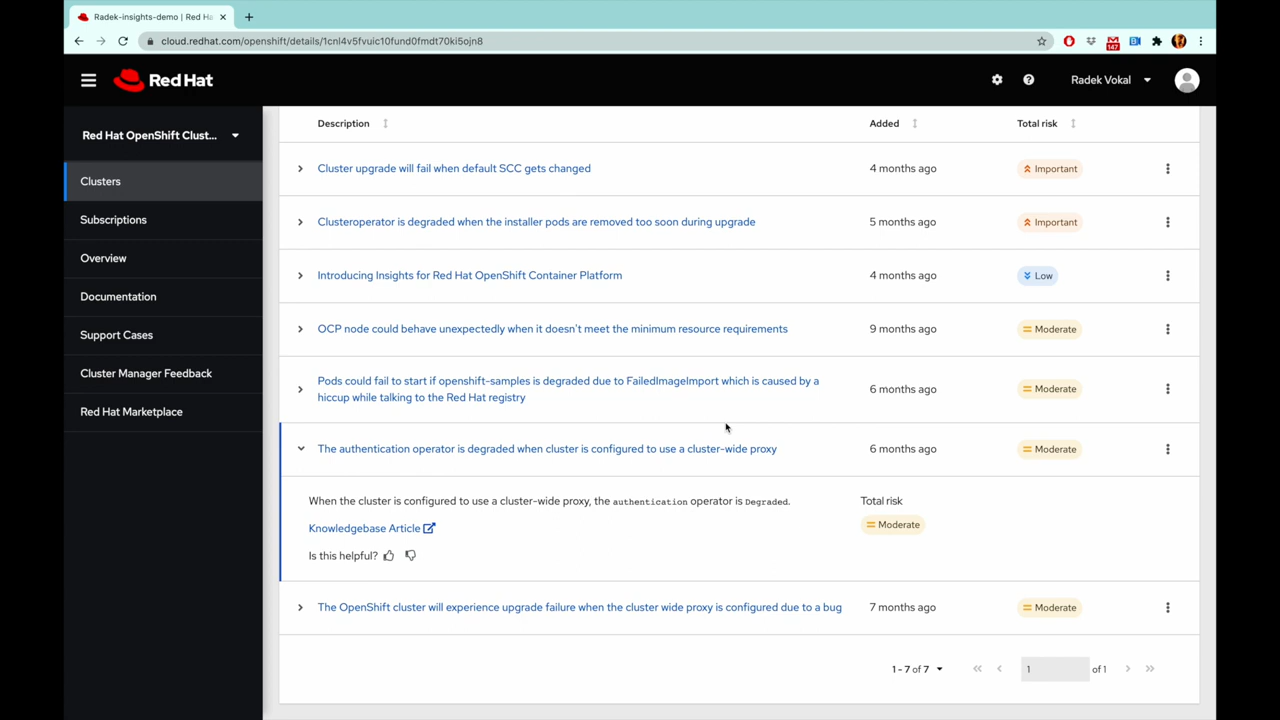 Radek-insights-demo | Red Ha
cloud.redhat.com/openshift/details/1cnl4v5fvuic10fund0fmdt70ki5ojn8
147
Red Hat
Radek Vokal
Red Hat OpenShift Clust...
Clusters
Subscriptions
Overview
Documentation
Support Cases
Cluster Manager Feedback
Red Hat Marketplace
Description Added Total risk
Cluster upgrade will fail when default SCC gets changed 4 months ago Important
Clusteroperator is degraded when the installer pods are removed too soon during upgrade 5 months ago Important
Introducing Insights for Red Hat OpenShift Container Platform 4 months ago Low
OCP node could behave unexpectedly when it doesn't meet the minimum resource requirements 9 months ago Moderate
Pods could fail to start if openshift-samples is degraded due to FailedImageImport which is caused by a
hiccup while talking to the Red Hat registry 6 months ago Moderate
The authentication operator is degraded when cluster is configured to use a cluster-wide proxy 6 months ago Moderate
When the cluster is configured to use a cluster-wide proxy, the authentication operator is Degraded. Total risk
Knowledgebase Article Moderate
Is this helpful?
The OpenShift cluster will experience upgrade failure when the cluster wide proxy is configured due to a bug 7 months ago Moderate
1 - 7 of 7 1 of 1